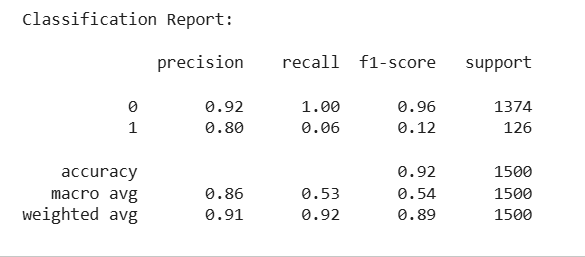 Classification Report:
precision recall f1-score support
0 0.92 1.00 0.96 1374
1 0.80 0.06 0.12 126
accuracy 0.92 1500
macro avg 0.86 0.53 0.54 1500
weighted avg 0.91 0.92 0.89 1500